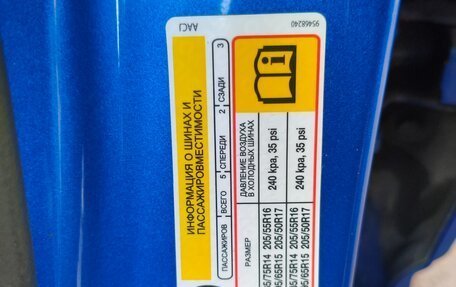 AACJ
95468240
ИНФОРМАЦИЯ О ШИНАХ И
ПАССАЖИРОВМЕСТИМОСТИ
ПАССАЖИРОВ ВСЕГО 5 СПЕРЕДИ 2 СЗАДИ 3
РАЗМЕР
ДАВЛЕНИЕ ВОЗДУХА
В ХОЛОДНЫХ ШИНАХ
205/55R16
205/50R17
240 kpa, 35 psi
205/55R16
205/50R17
240 kpa, 35 psi